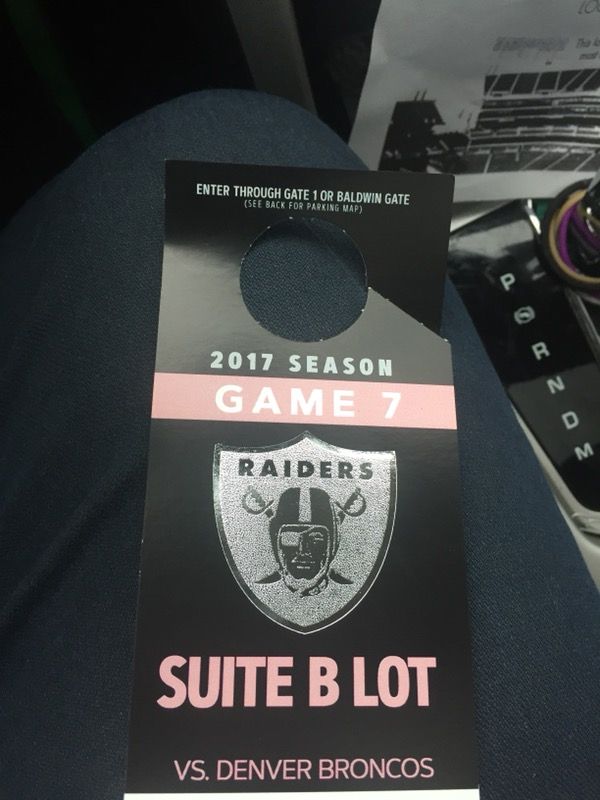 ENTER THROUGH GATE 1 OR BALDWIN GATE
(SEE BACK FOR PARKING MAP)
2017 SEASON
GAME 7
RAIDERS
SUITE B LOT
VS. DENVER BRONCOS
P
R
N
D
M